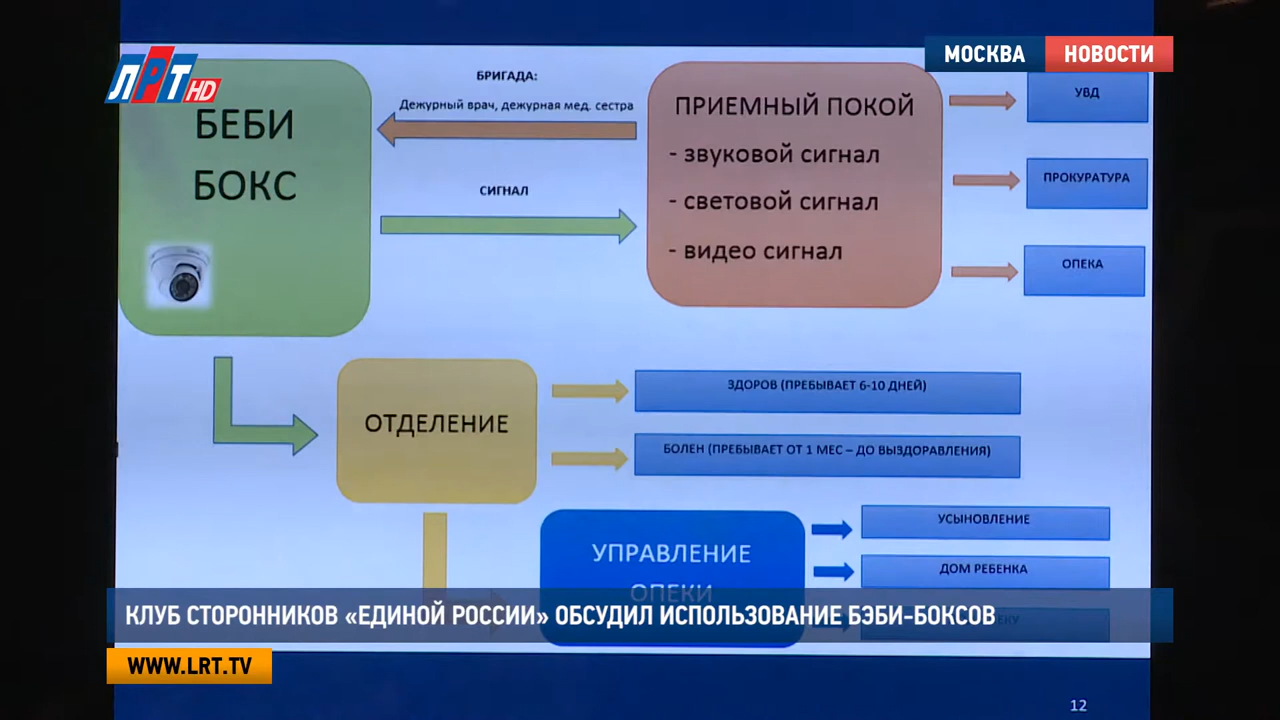 ЛРТ HD
МОСКВА
НОВОСТИ
БЕБИ
БОКС
БРИГАДА:
Дежурный врач, дежурная мед. сестра
СИГНАЛ
ПРИЕМНЫЙ ПОКОЙ
- звуковой сигнал
- световой сигнал
- видео сигнал
УВД
ПРОКУРАТУРА
ОПЕКА
ОТДЕЛЕНИЕ
ЗДОРОВ (ПРЕБЫВАЕТ 6-10 ДНЕЙ)
БОЛЕН (ПРЕБЫВАЕТ ОТ 1 МЕС – ДО ВЫЗДОРАВЛЕНИЯ)
УПРАВЛЕНИЕ
ОПЕКИ
УСЫНОВЛЕНИЕ
ДОМ РЕБЕНКА
КЛУБ СТОРОННИКОВ «ЕДИНОЙ РОССИИ» ОБСУДИЛ ИСПОЛЬЗОВАНИЕ БЭБИ-БОКСОВ
WWW.LRT.TV
12